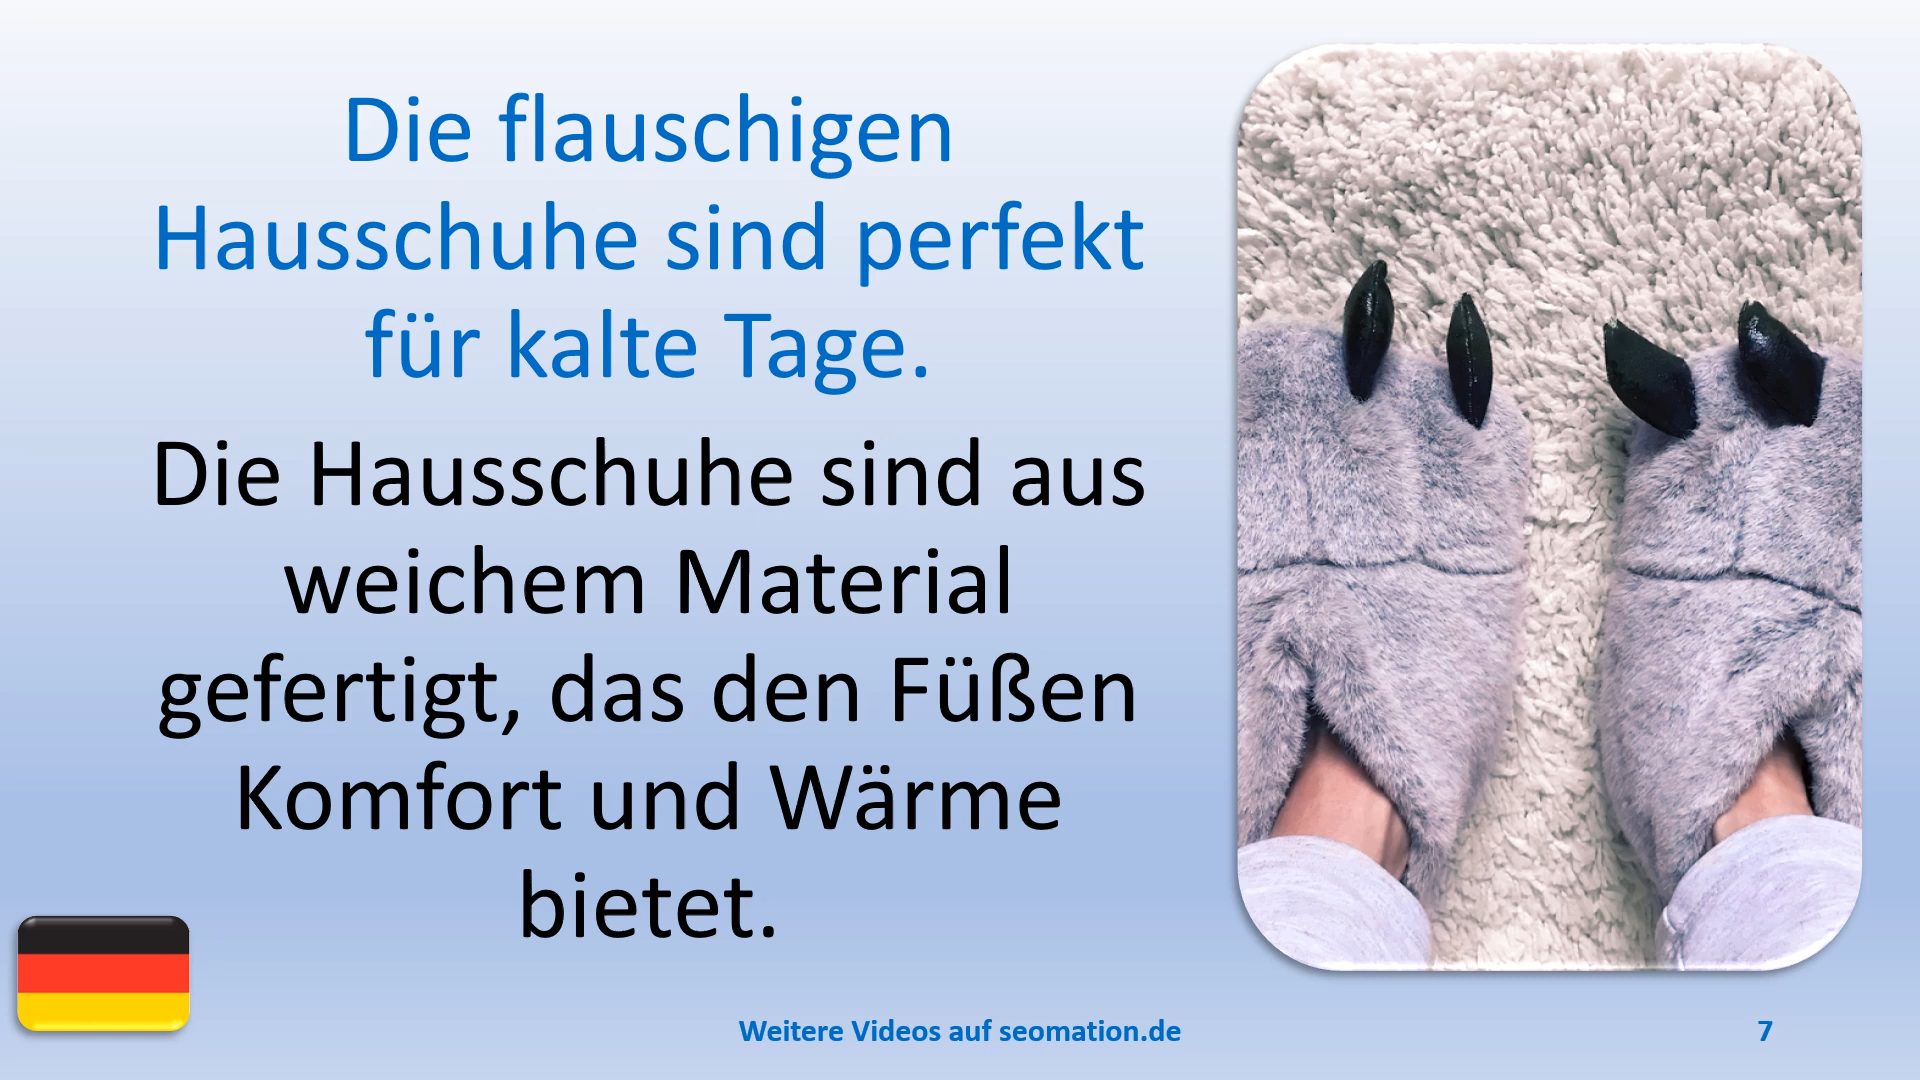 Die flauschigen
Hausschuhe sind perfekt
für kalte Tage.
Die Hausschuhe sind aus
weichem Material
gefertigt, das den Füßen
Komfort und Wärme
bietet.
Weitere Videos auf seomation.de
7